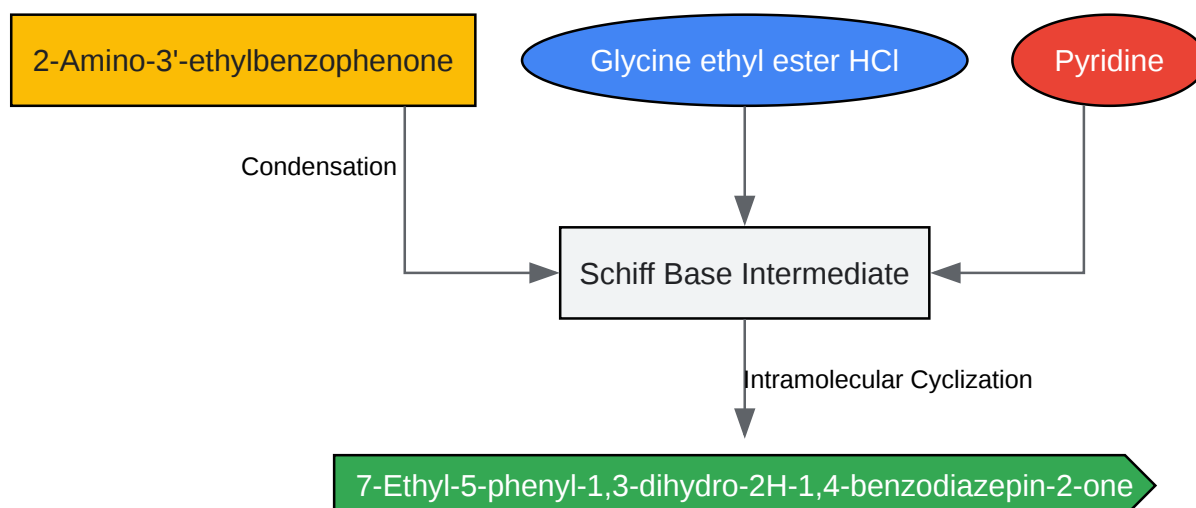 2-Amino-3'-ethylbenzophenone
Glycine ethyl ester HCl
Pyridine
Condensation
Schiff Base Intermediate
Intramolecular Cyclization
7-Ethyl-5-phenyl-1,3-dihydro-2H-1,4-benzodiazepin-2-one